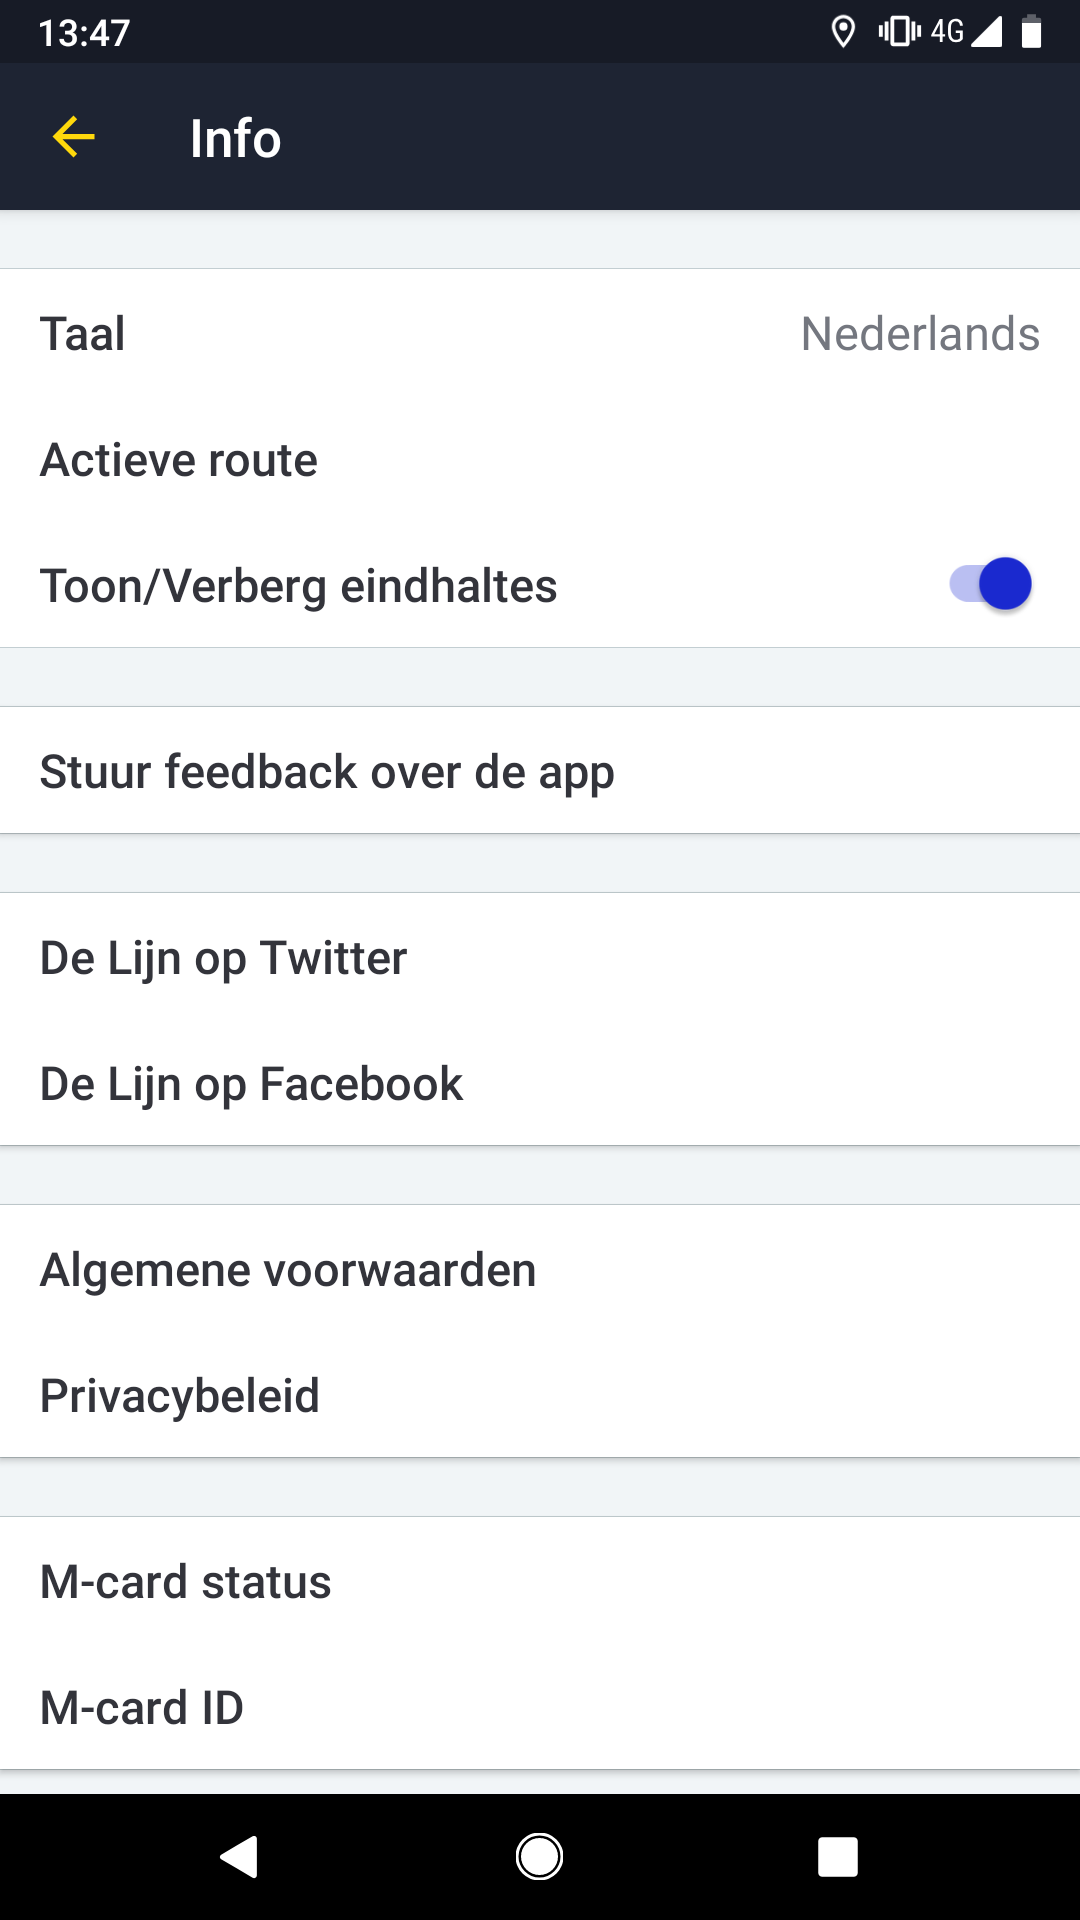 13:47
4G
Info
Taal
Nederlands
Actieve route
Toon/Verberg eindhaltes
Stuur feedback over de app
De Lijn op Twitter
De Lijn op Facebook
Algemene voorwaarden
Privacybeleid
M-card status
M-card ID